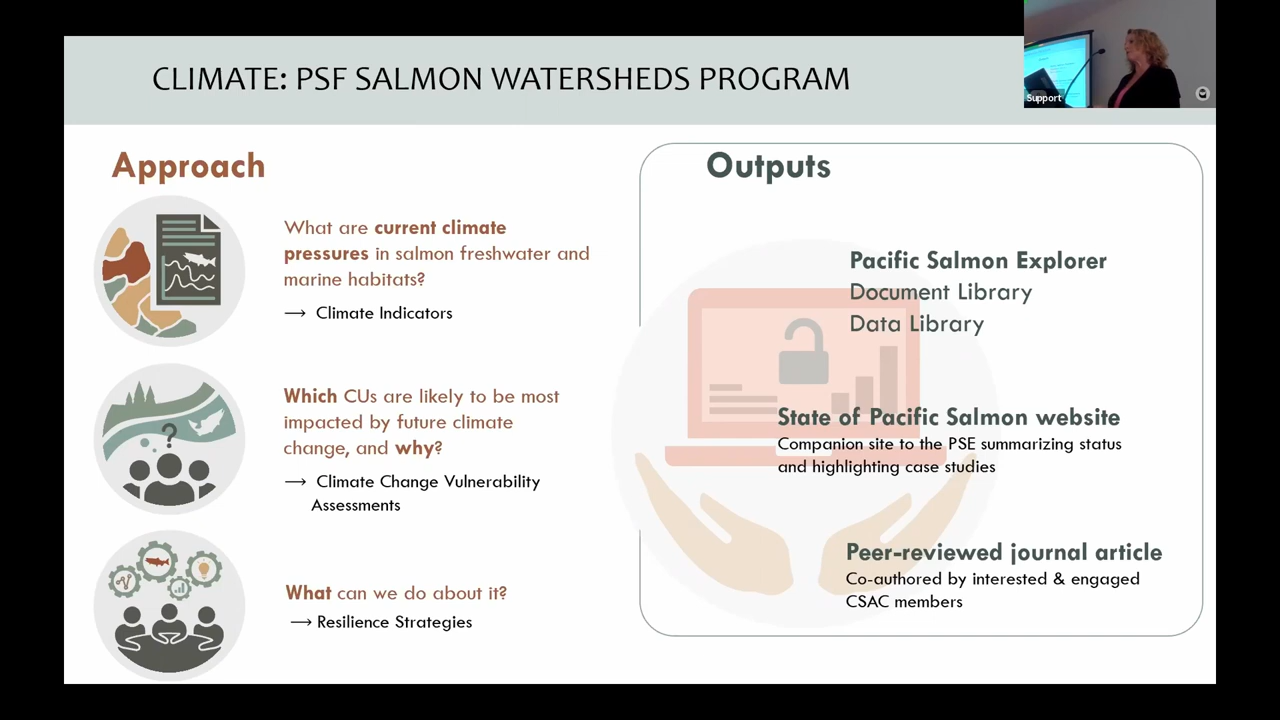 CLIMATE: PSF SALMON WATERSHEDS PROGRAM
Support
Approach
What are current climate
pressures in salmon freshwater and
marine habitats?
→ Climate Indicators
Which CUs are likely to be most
impacted by future climate
change, and why?
→ Climate Change Vulnerability
Assessments
What can we do about it?
→ Resilience Strategies
Outputs
Pacific Salmon Explorer
Document Library
Data Library
State of Pacific Salmon website
Companion site to the PSE summarizing status
and highlighting case studies
Peer-reviewed journal article
Co-authored by interested & engaged
CSAC members